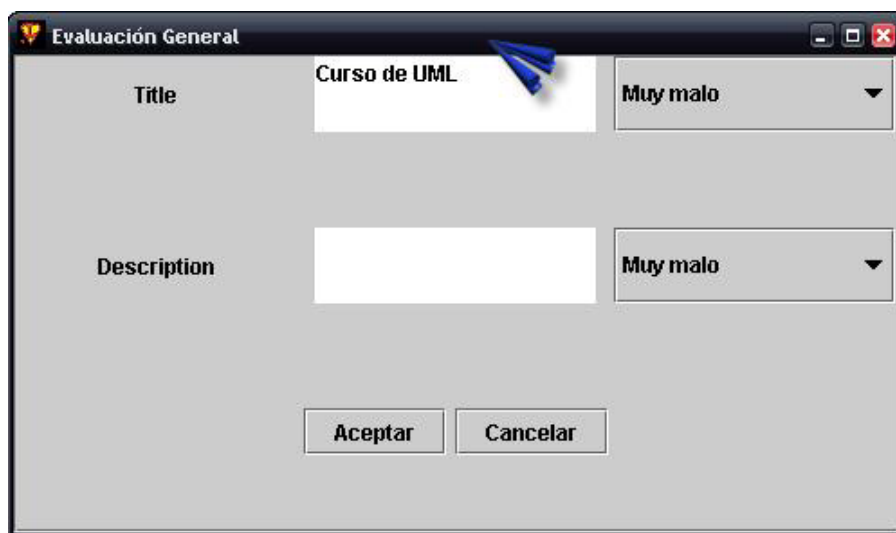 Evaluación General
Title
Curso de UML
Muy malo
Description
Muy malo
Aceptar
Cancelar